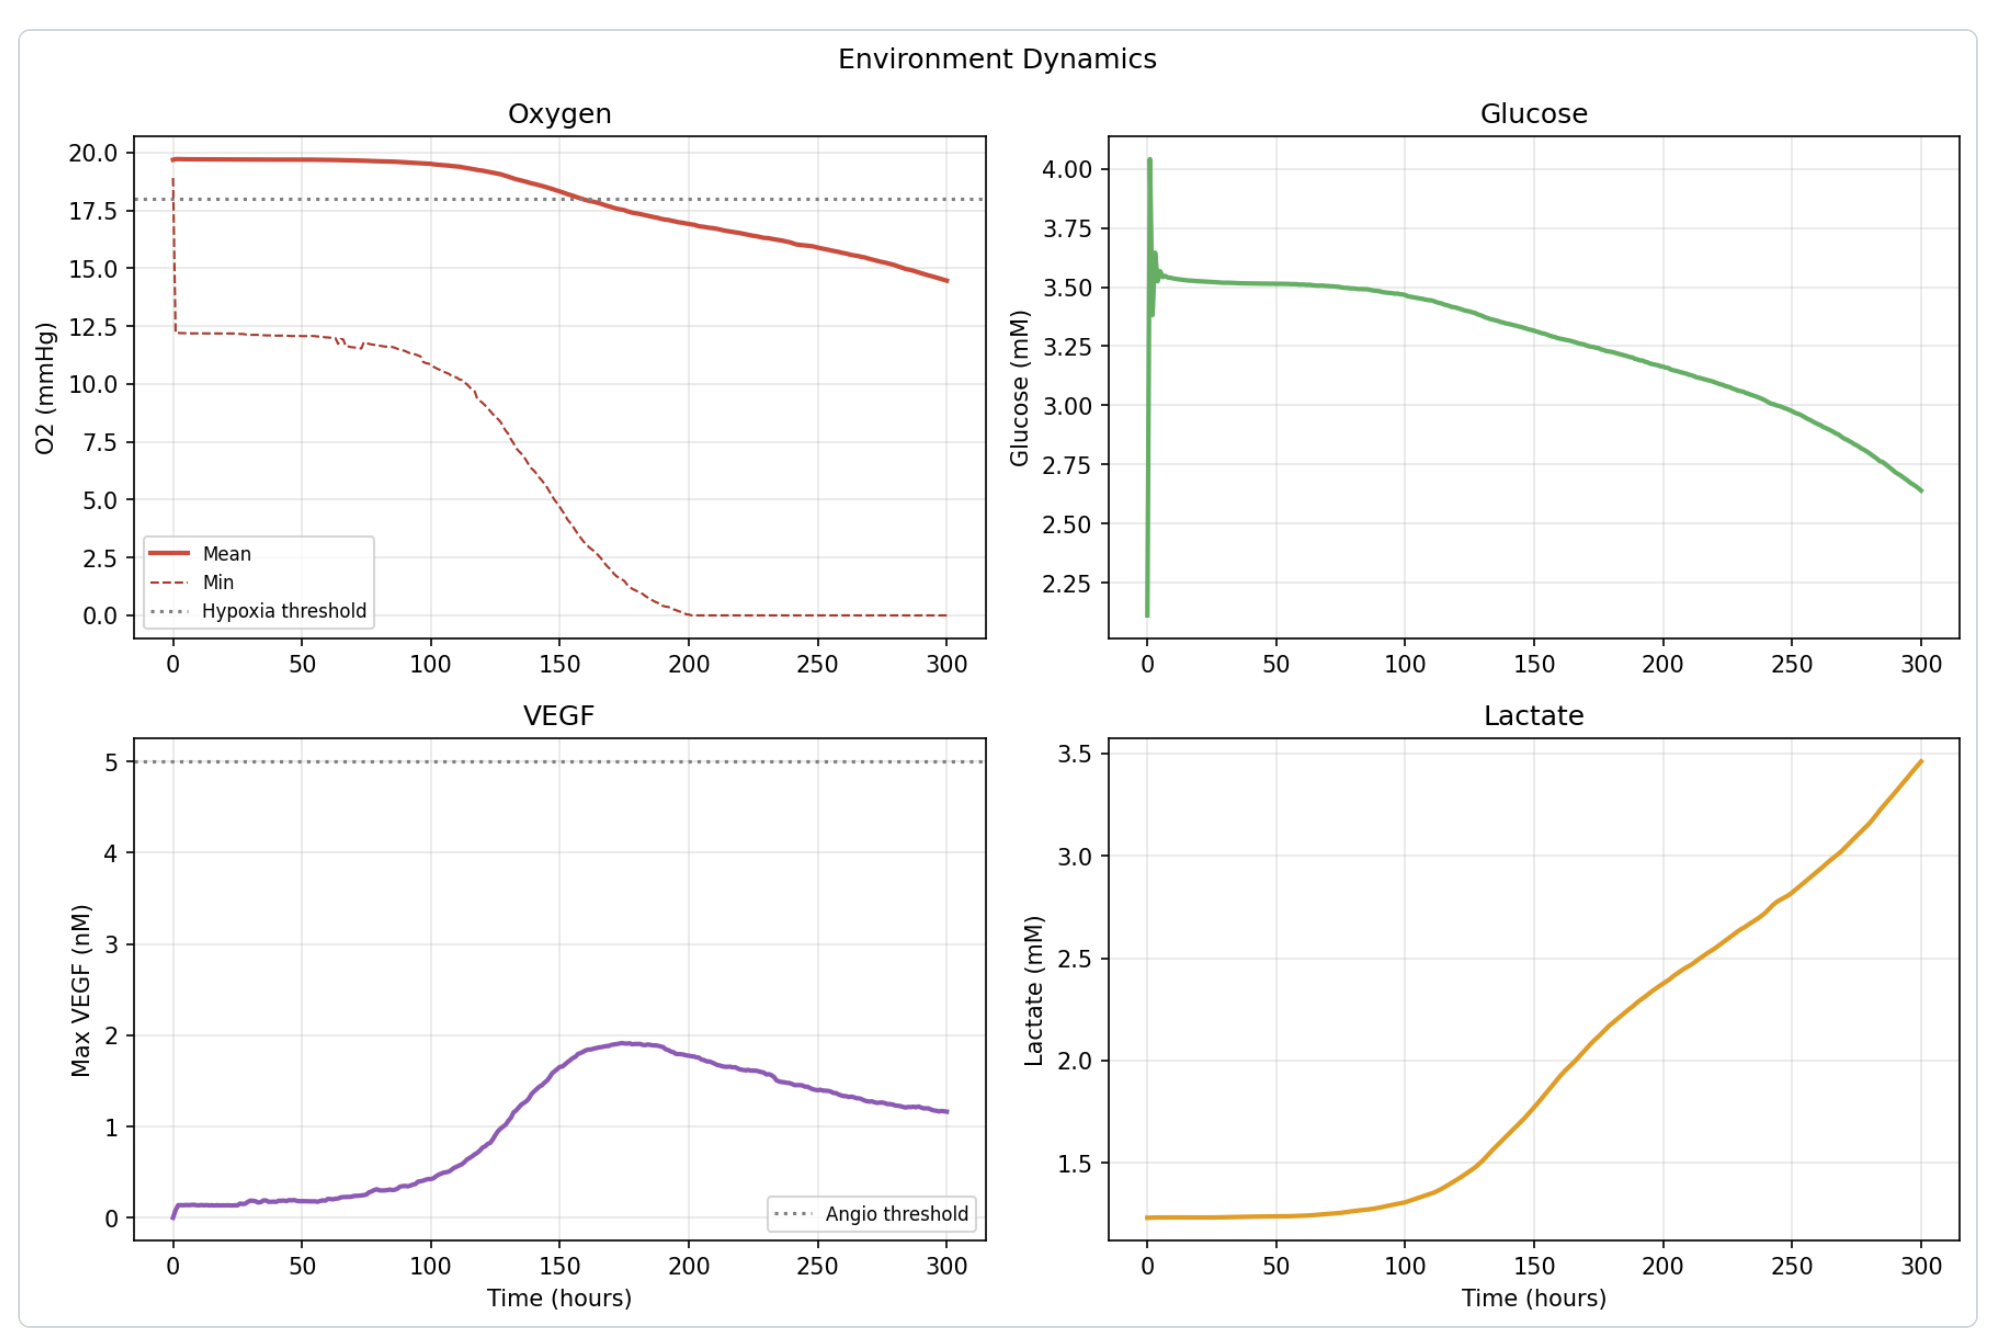 Environment Dynamics
Oxygen
O2 (mmHg)
20.0
17.5
15.0
12.5
10.0
7.5
5.0
2.5
0.0
Mean
Min
Hypoxia threshold
0 50 100 150 200 250 300
Glucose
Glucose (mM)
4.00
3.75
3.50
3.25
3.00
2.75
2.50
2.25
0 50 100 150 200 250 300
VEGF
Max VEGF (nM)
5
4
3
2
1
0
Angio threshold
0 50 100 150 200 250 300
Time (hours)
Lactate
Lactate (mM)
3.5
3.0
2.5
2.0
1.5
0 50 100 150 200 250 300
Time (hours)